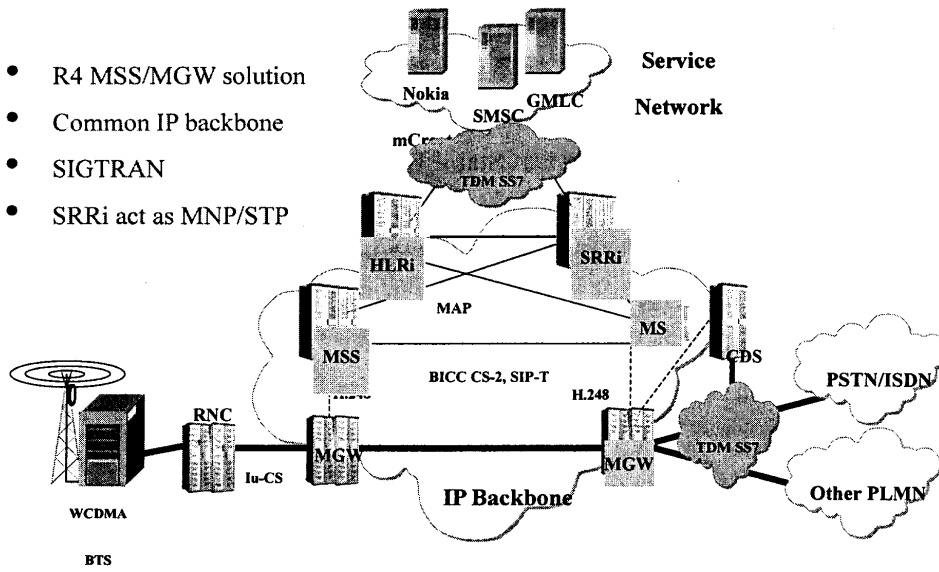 • R4 MSS/MGW solution
• Common IP backbone
• SIGTRAN
• SRRi act as MNP/STP
Service
Network
Nokia
SMSC
GMLC
TDM SS7
HLRi
SRRi
MAP
MSS
MS
CDS
BICC CS-2, SIP-T
H.248
PSTN/ISDN
RNC
MGW
MGW
TDM SS7
Iu-CS
IP Backbone
Other PLMN
WCDMA
BTS